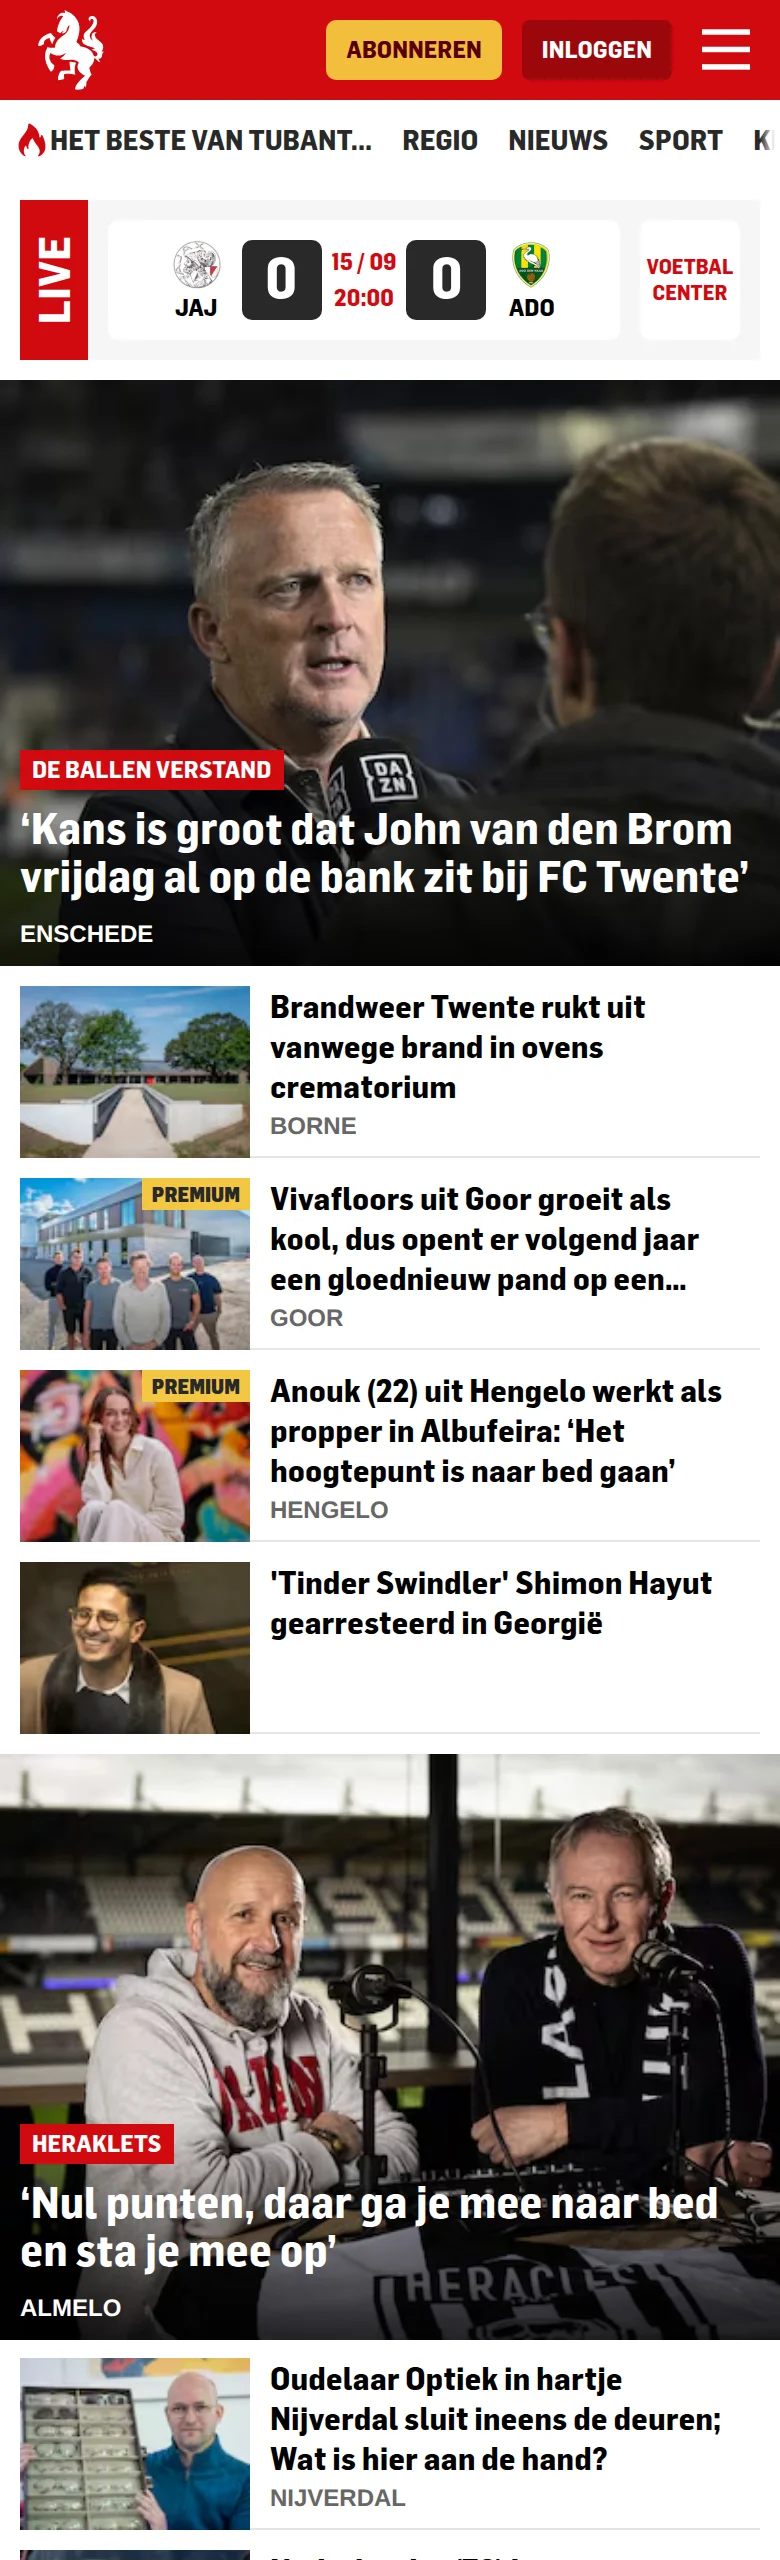 ABONNEREN
INLOGGEN
HET BESTE VAN TUBANT...
REGIO
NIEUWS
SPORT
LIVE
JAJ
0
15 / 09
20:00
0
ADO
VOETBAL
CENTER
DA
ZN
DE BALLEN VERSTAND
‘Kans is groot dat John van den Brom
vrijdag al op de bank zit bij FC Twente’
ENSCHEDE
Brandweer Twente rukt uit
vanwege brand in ovens
crematorium
BORNE
PREMIUM
Vivafloors uit Goor groeit als
kool, dus opent er volgend jaar
een gloednieuw pand op een...
GOOR
PREMIUM
Anouk (22) uit Hengelo werkt als
propper in Albufeira: ‘Het
hoogtepunt is naar bed gaan’
HENGELO
'Tinder Swindler' Shimon Hayut
gearresteerd in Georgië
HERAKLETS
‘Nul punten, daar ga je mee naar bed
en sta je mee op’
HERACLES
ALMELO
Oudelaar Optiek in hartje
Nijverdal sluit ineens de deuren;
Wat is hier aan de hand?
NIJVERDAL